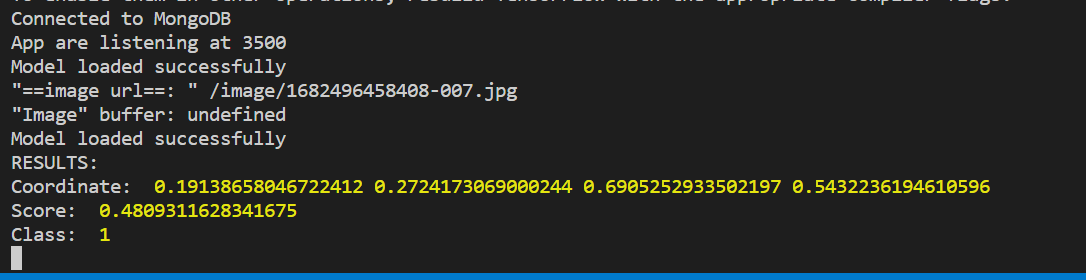 Connected to MongoDB
App are listening at 3500
Model loaded successfully
"==image url==: " /image/1682496458408-007.jpg
"Image" buffer: undefined
Model loaded successfully
RESULTS:
Coordinate:  0.19138658046722412 0.2724173069000244 0.6905252933502197 0.5432236194610596
Score:  0.4809311628341675
Class:  1